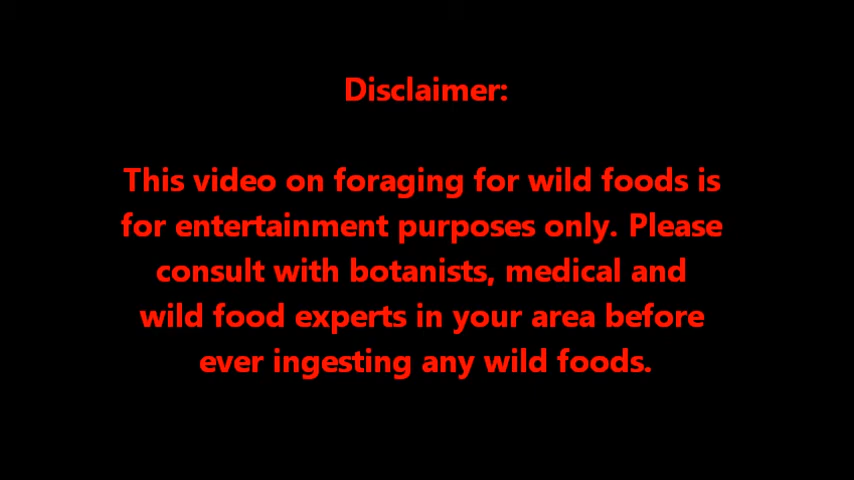 Disclaimer:
This video on foraging for wild foods is
for entertainment purposes only. Please
consult with botanists, medical and
wild food experts in your area before
ever ingesting any wild foods.